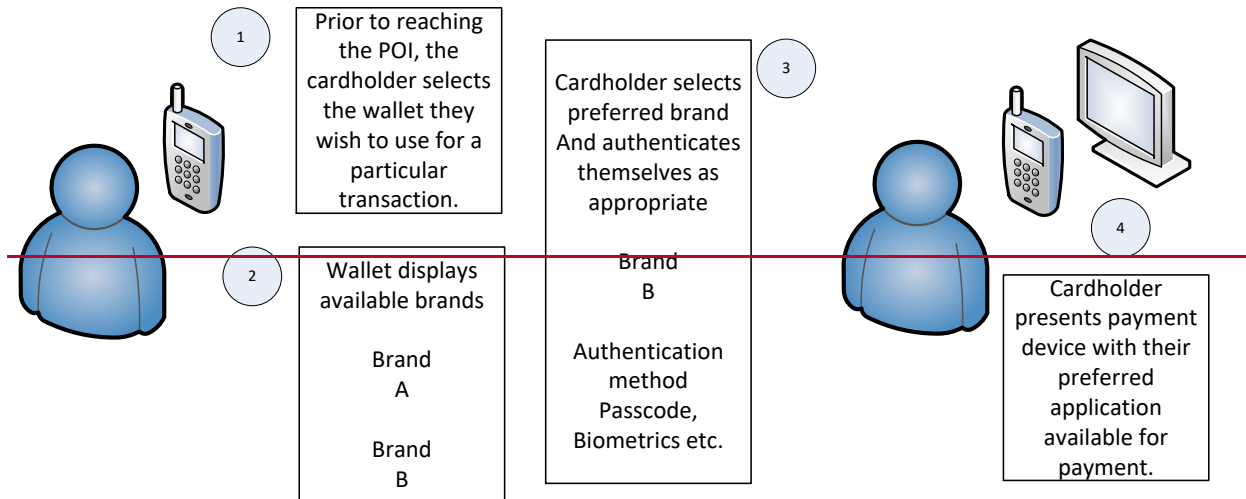 1
Prior to reaching
the POI, the
cardholder selects
the wallet they
wish to use for a
particular
transaction.
2
Wallet displays
available brands
Brand
A
Brand
B
3
Cardholder selects
preferred brand
And authenticates
themselves as
appropriate
Brand
B
Authentication
method
Passcode,
Biometrics etc.
4
Cardholder
presents payment
device with their
preferred
application
available for
payment.